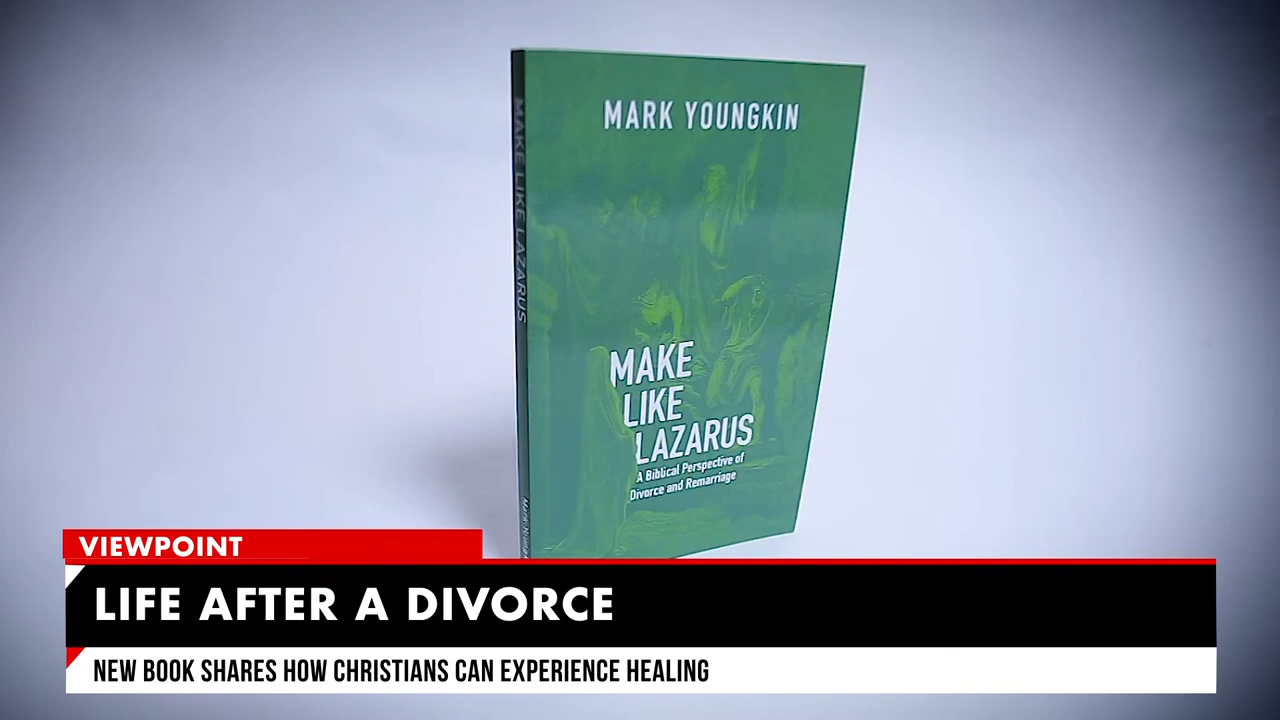 MARK YOUNGKIN
MAKE LIKE LAZARUS
MAKE
LIKE
LAZARUS
A Biblical Perspective of
Divorce and Remarriage
VIEWPOINT
LIFE AFTER A DIVORCE
NEW BOOK SHARES HOW CHRISTIANS CAN EXPERIENCE HEALING